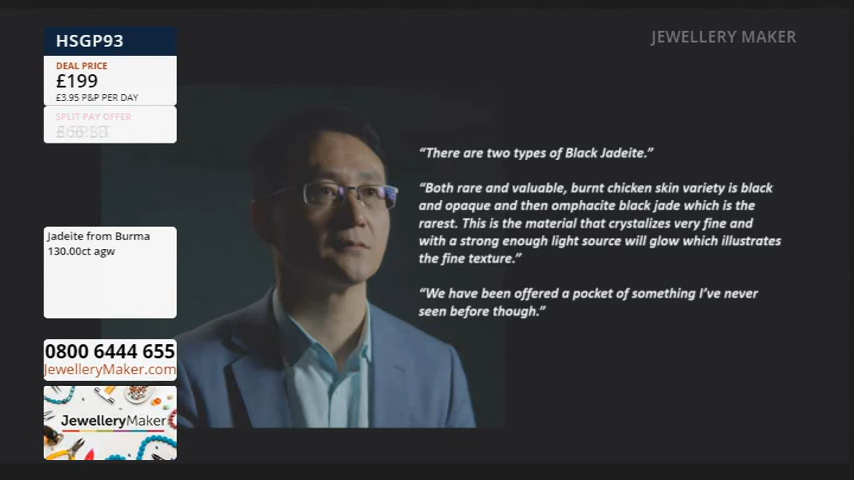 HSGP93
DEAL PRICE
£199
£3.95 P&P PER DAY
SPLIT PAY OFFER
Jadeite from Burma
130.00ct agw
0800 6444 655
JewelleryMaker.com
JewelleryMaker
JEWELLERY MAKER
“There are two types of Black Jadeite.”
“Both rare and valuable, burnt chicken skin variety is black
and opaque and then omphacite black jade which is the
rarest. This is the material that crystalizes very fine and
with a strong enough light source will glow which illustrates
the fine texture.”
“We have been offered a pocket of something I’ve never
seen before though.”